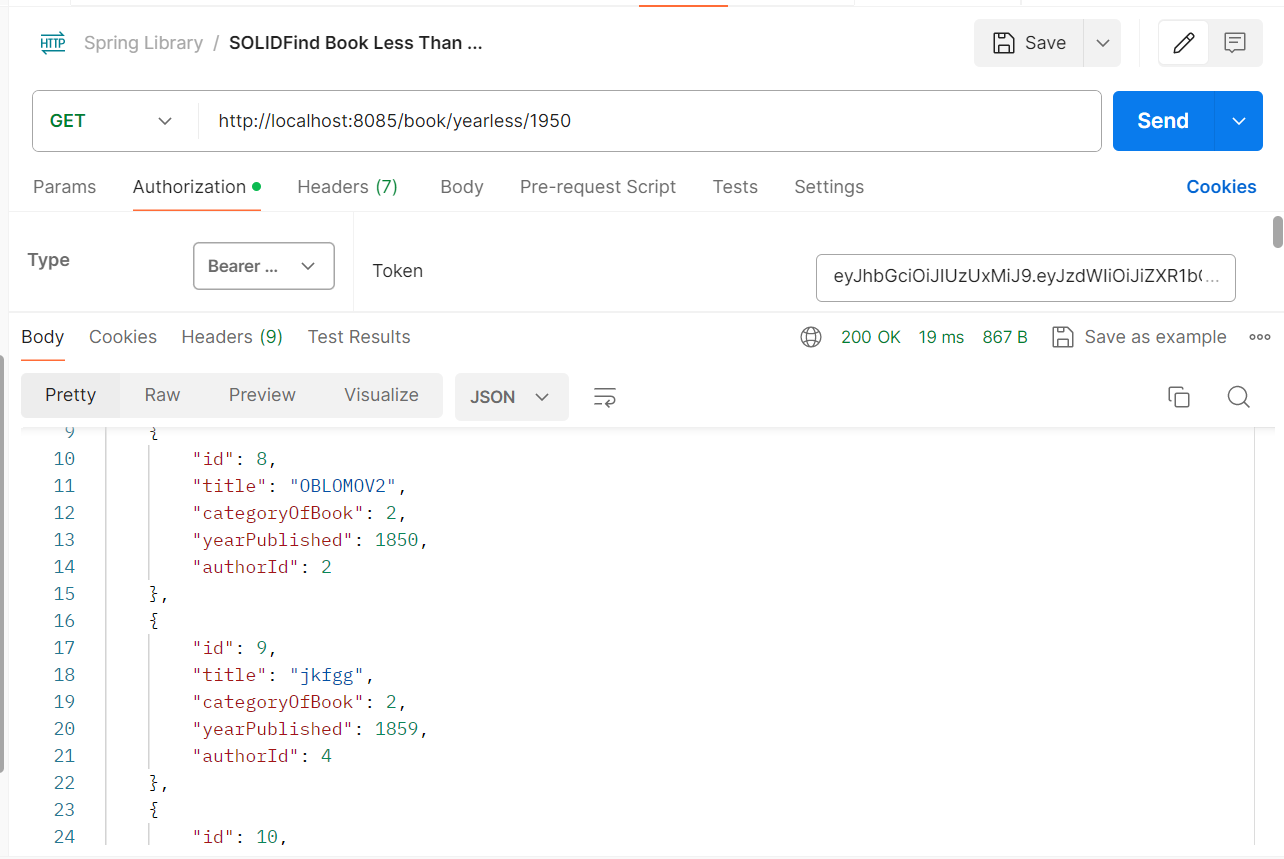 HTTP Spring Library / SOLIDFind Book Less Than ... Save
GET http://localhost:8085/book/yearless/1950 Send
Params Authorization Headers (7) Body Pre-request Script Tests Settings Cookies
Type Bearer ... Token eyJhbGciOiJIUzUxMiJ9.eyJzdWIiOiJiZXR1b...
Body Cookies Headers (9) Test Results 200 OK 19 ms 867 B Save as example
Pretty Raw Preview Visualize JSON
9 {
10 "id": 8,
11 "title": "OBLOMOV2",
12 "categoryOfBook": 2,
13 "yearPublished": 1850,
14 "authorId": 2
15 },
16 {
17 "id": 9,
18 "title": "jkfgg",
19 "categoryOfBook": 2,
20 "yearPublished": 1859,
21 "authorId": 4
22 },
23 {
24 "id": 10,